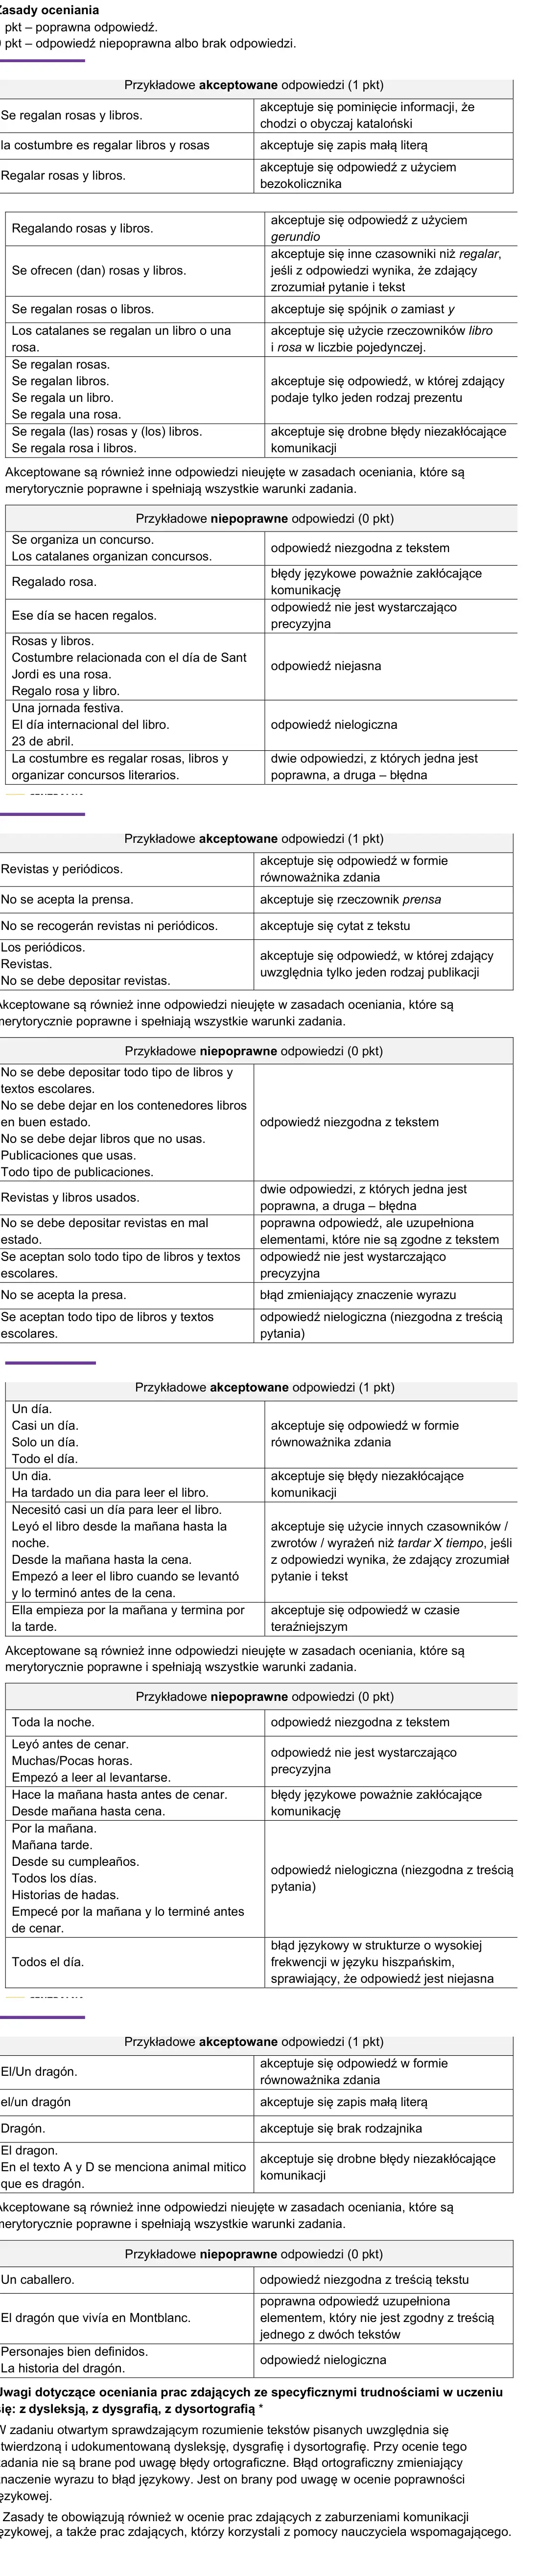 Zasady oceniania
pkt – poprawna odpowiedź.
pkt – odpowiedź niepoprawna albo brak odpowiedzi.
Przykładowe akceptowane odpowiedzi (1 pkt)
Se regalan rosas y libros.
akceptuje się pominięcie informacji, że
chodzi o obyczaj kataloński
la costumbre es regalar libros y rosas
akceptuje się zapis małą literą
Regalar rosas y libros.
akceptuje się odpowiedź z użyciem
bezokolicznika
Regalando rosas y libros.
akceptuje się odpowiedź z użyciem
gerundio
Se ofrecen (dan) rosas y libros.
akceptuje się inne czasowniki niż regalar,
jeśli z odpowiedzi wynika, że zdający
zrozumiał pytanie i tekst
Se regalan rosas o libros.
akceptuje się spójnik o zamiast y
Los catalanes se regalan un libro o una
rosa.
akceptuje się użycie rzeczowników libro
i rosa w liczbie pojedynczej.
Se regalan rosas.
Se regalan libros.
Se regala un libro.
Se regala una rosa.
akceptuje się odpowiedź, w której zdający
podaje tylko jeden rodzaj prezentu
Se regala (las) rosas y (los) libros.
Se regala rosa i libros.
akceptuje się drobne błędy niezakłócające
komunikacji
Akceptowane są również inne odpowiedzi nieujęte w zasadach oceniania, które są
merytorycznie poprawne i spełniają wszystkie warunki zadania.
Przykładowe niepoprawne odpowiedzi (0 pkt)
Se organiza un concurso.
Los catalanes organizan concursos.
odpowiedź niezgodna z tekstem
Regalado rosa.
błędy językowe poważnie zakłócające
komunikację
Ese día se hacen regalos.
odpowiedź nie jest wystarczająco
precyzyjna
Rosas y libros.
Costumbre relacionada con el día de Sant
Jordi es una rosa.
Regalo rosa y libro.
odpowiedź niejasna
Una jornada festiva.
El día internacional del libro.
23 de abril.
odpowiedź nielogiczna
La costumbre es regalar rosas, libros y
organizar concursos literarios.
dwie odpowiedzi, z których jedna jest
poprawna, a druga – błędna
Przykładowe akceptowane odpowiedzi (1 pkt)
Revistas y periódicos.
akceptuje się odpowiedź w formie
równoważnika zdania
No se acepta la prensa.
akceptuje się rzeczownik prensa
No se recogerán revistas ni periódicos.
akceptuje się cytat z tekstu
Los periódicos.
Revistas.
No se debe depositar revistas.
akceptuje się odpowiedź, w której zdający
uwzględnia tylko jeden rodzaj publikacji
Akceptowane są również inne odpowiedzi nieujęte w zasadach oceniania, które są
merytorycznie poprawne i spełniają wszystkie warunki zadania.
Przykładowe niepoprawne odpowiedzi (0 pkt)
No se debe depositar todo tipo de libros y
textos escolares.
No se debe dejar en los contenedores libros
en buen estado.
No se debe dejar libros que no usas.
Publicaciones que usas.
Todo tipo de publicaciones.
odpowiedź niezgodna z tekstem
Revistas y libros usados.
dwie odpowiedzi, z których jedna jest
poprawna, a druga – błędna
No se debe depositar revistas en mal
estado.
poprawna odpowiedź, ale uzupełniona
elementami, które nie są zgodne z tekstem
Se aceptan solo todo tipo de libros y textos
escolares.
odpowiedź nie jest wystarczająco
precyzyjna
No se acepta la presa.
błąd zmieniający znaczenie wyrazu
Se aceptan todo tipo de libros y textos
escolares.
odpowiedź nielogiczna (niezgodna z treścią
pytania)
Przykładowe akceptowane odpowiedzi (1 pkt)
Un día.
Casi un día.
Solo un día.
Todo el día.
akceptuje się odpowiedź w formie
równoważnika zdania
Un dia.
Ha tardado un dia para leer el libro.
akceptuje się błędy niezakłócające
komunikacji
Necesitó casi un día para leer el libro.
Leyó el libro desde la mañana hasta la
noche.
Desde la mañana hasta la cena.
Empezó a leer el libro cuando se levantó
y lo terminó antes de la cena.
akceptuje się użycie innych czasowników /
zwrotów / wyrażeń niż tardar X tiempo, jeśli
z odpowiedzi wynika, że zdający zrozumiał
pytanie i tekst
Ella empieza por la mañana y termina por
la tarde.
akceptuje się odpowiedź w czasie
teraźniejszym
Akceptowane są również inne odpowiedzi nieujęte w zasadach oceniania, które są
merytorycznie poprawne i spełniają wszystkie warunki zadania.
Przykładowe niepoprawne odpowiedzi (0 pkt)
Toda la noche.
odpowiedź niezgodna z tekstem
Leyó antes de cenar.
Muchas/Pocas horas.
Empezó a leer al levantarse.
odpowiedź nie jest wystarczająco
precyzyjna
Hace la mañana hasta antes de cenar.
Desde mañana hasta cena.
błędy językowe poważnie zakłócające
komunikację
Por la mañana.
Mañana tarde.
Desde su cumpleaños.
Todos los días.
Historias de hadas.
Empecé por la mañana y lo terminé antes
de cenar.
odpowiedź nielogiczna (niezgodna z treścią
pytania)
Todos el día.
błąd językowy w strukturze o wysokiej
frekwencji w języku hiszpańskim,
sprawiający, że odpowiedź jest niejasna
Przykładowe akceptowane odpowiedzi (1 pkt)
El/Un dragón.
akceptuje się odpowiedź w formie
równoważnika zdania
el/un dragón
akceptuje się zapis małą literą
Dragón.
akceptuje się brak rodzajnika
El dragon.
En el texto A y D se menciona animal mitico
que es dragón.
akceptuje się drobne błędy niezakłócające
komunikacji
Akceptowane są również inne odpowiedzi nieujęte w zasadach oceniania, które są
merytorycznie poprawne i spełniają wszystkie warunki zadania.
Przykładowe niepoprawne odpowiedzi (0 pkt)
Un caballero.
odpowiedź niezgodna z treścią tekstu
El dragón que vivía en Montblanc.
poprawna odpowiedź uzupełniona
elementem, który nie jest zgodny z treścią
jednego z dwóch tekstów
Personajes bien definidos.
La historia del dragón.
odpowiedź nielogiczna
Uwagi dotyczące oceniania prac zdających ze specyficznymi trudnościami w uczeniu
się: z dysleksją, z dysgrafią, z dysortografią *
W zadaniu otwartym sprawdzającym rozumienie tekstów pisanych uwzględnia się
stwierdzoną i udokumentowaną dysleksję, dysgrafię i dysortografię. Przy ocenie tego
zadania nie są brane pod uwagę błędy ortograficzne. Błąd ortograficzny zmieniający
znaczenie wyrazu to błąd językowy. Jest on brany pod uwagę w ocenie poprawności
językowej.
Zasady te obowiązują również w ocenie prac zdających z zaburzeniami komunikacji
językowej, a także prac zdających, którzy korzystali z pomocy nauczyciela wspomagającego.